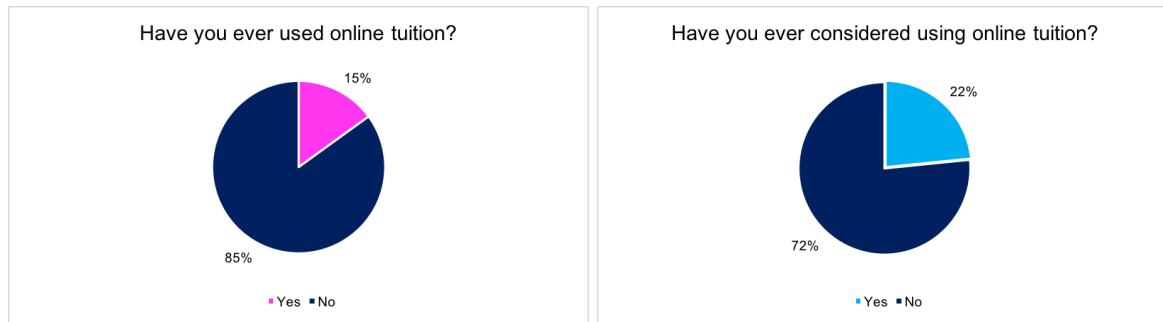 Have you ever used online tuition?
15%
85%
Yes No
Have you ever considered using online tuition?
22%
72%
Yes No